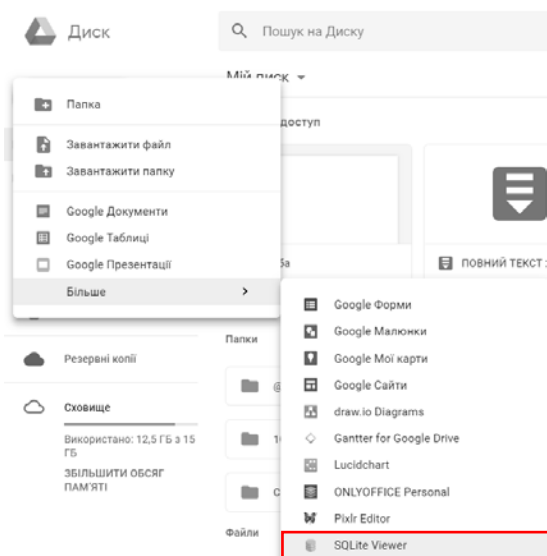 Диск
Пошук на Диску
Мій диск
доступ
Папка
Завантажити файл
Завантажити папку
Google Документи
Google Таблиці
Google Презентації
Більше
ПОВНИЙ ТЕКСТ
Google Форми
Google Малюнки
Google Мої карти
Google Сайти
draw.io Diagrams
Gantter for Google Drive
Lucidchart
ONLYOFFICE Personal
Pixlr Editor
SQLite Viewer
Папки
Резервні копії
Сховище
Використано: 12,5 ГБ з 15
ГБ
ЗБІЛЬШИТИ ОБСЯГ
ПАМ'ЯТІ
Файли